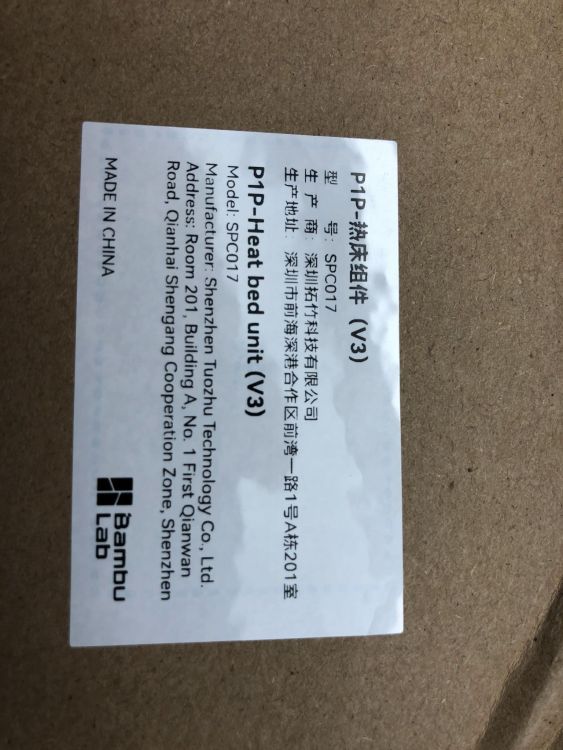 P1P-热床组件（V3）
型 号: SPC017
生 产 商: 深圳拓竹科技有限公司
生产地址: 深圳市前海深港合作区前湾一路1号A栋201室
P1P-Heat bed unit (V3)
Model: SPC017
Manufacturer: Shenzhen Tuozhu Technology Co., Ltd.
Address: Room 201, Building A, No. 1 First Qianwan
Road, Qianhai Shengang Cooperation Zone, Shenzhen
MADE IN CHINA
Bambu
Lab